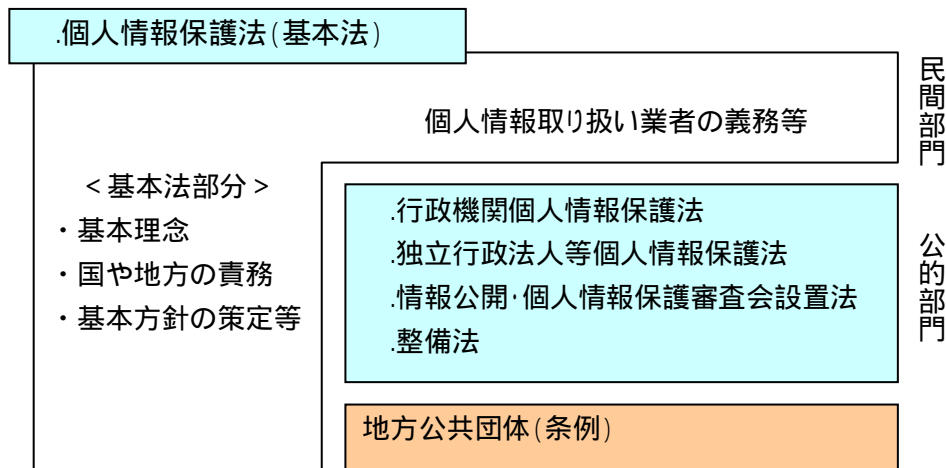 .個人情報保護法(基本法)
個人情報取り扱い業者の義務等
民間部門
<基本法部分>
・基本理念
・国や地方の責務
・基本方針の策定等
.行政機関個人情報保護法
.独立行政法人等個人情報保護法
.情報公開・個人情報保護審査会設置法
.整備法
公的部門
地方公共団体(条例)